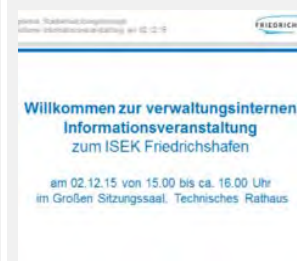 FRIEDRICH
Willkommen zur verwaltungsinternen
Informationsveranstaltung
zum ISEK Friedrichshafen
am 02.12.15 von 15.00 bis ca. 16.00 Uhr
im Großen Sitzungssaal, Technisches Rathaus